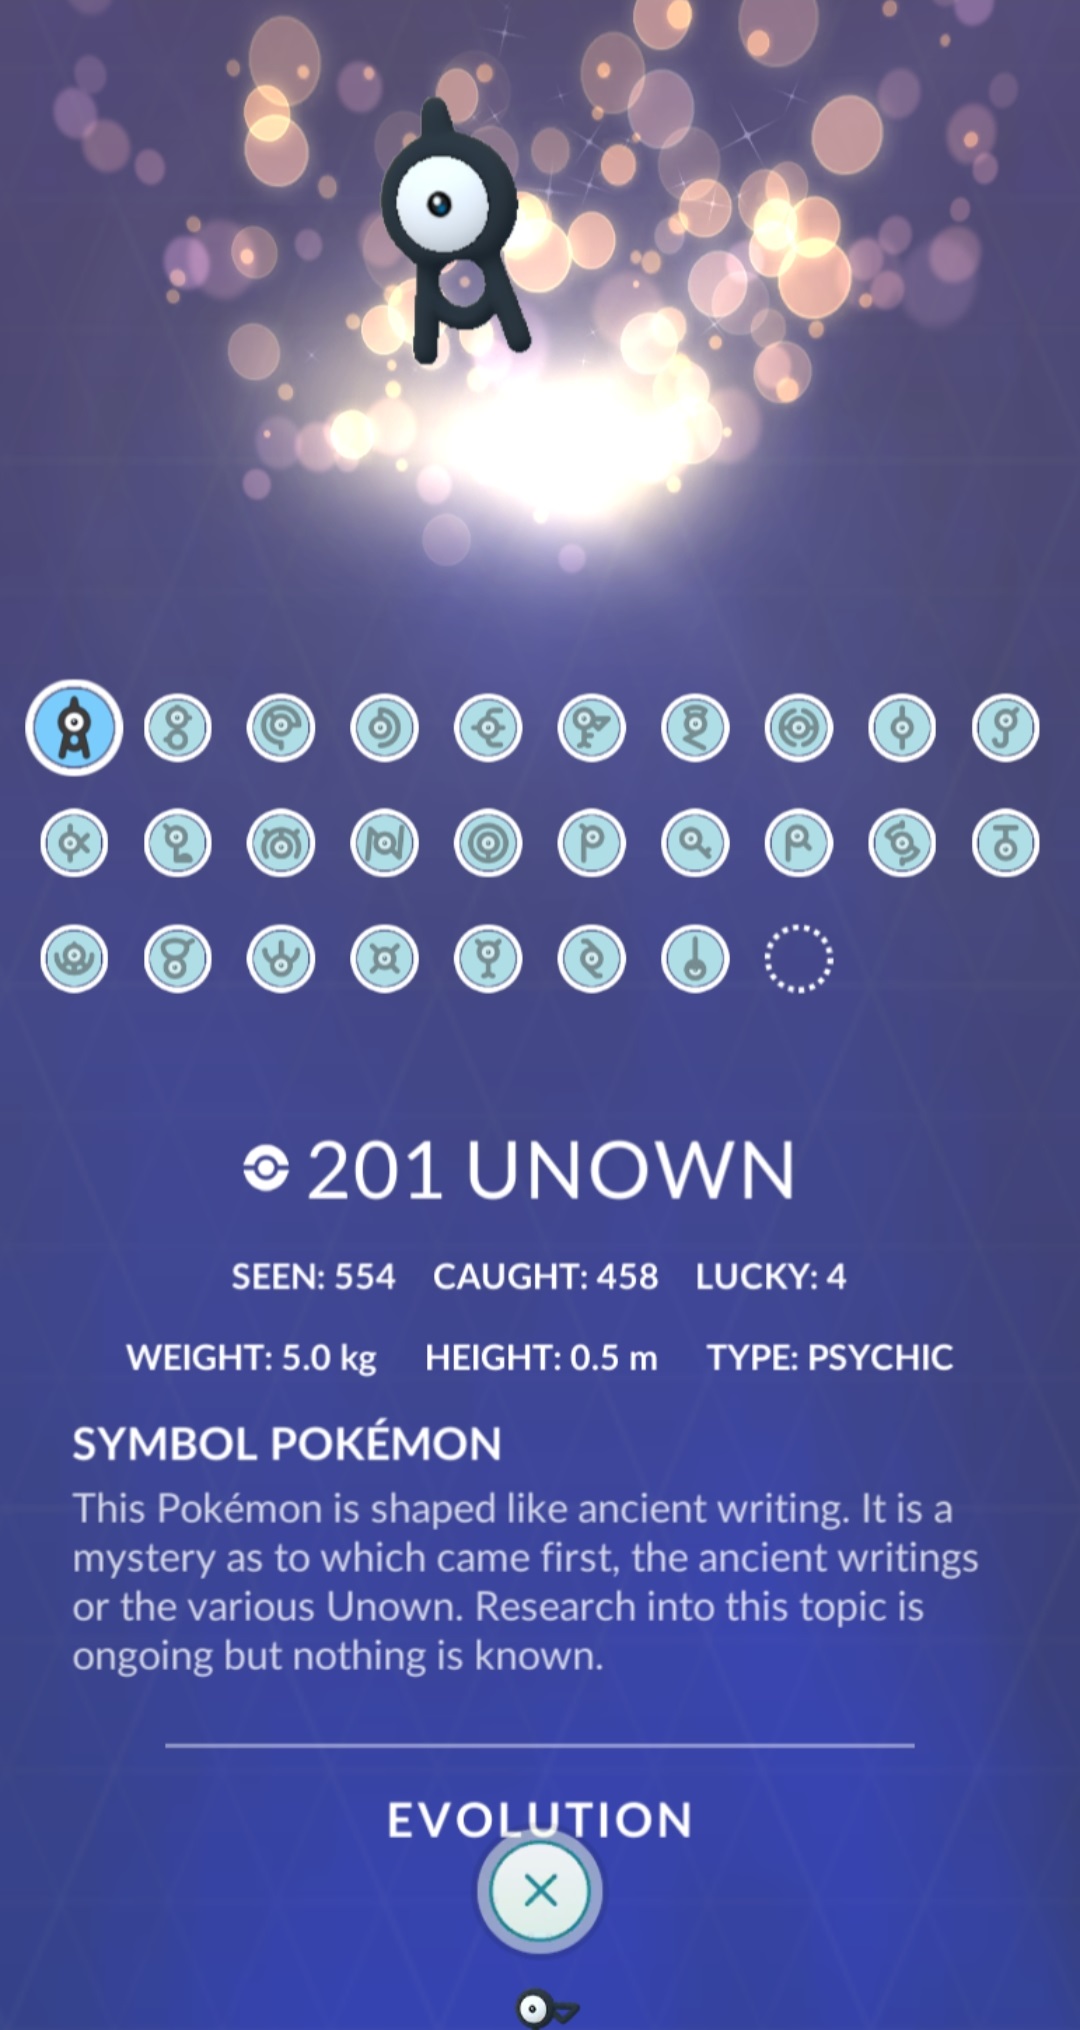 201 UNOWN
SEEN: 554 CAUGHT: 458 LUCKY: 4
WEIGHT: 5.0 kg HEIGHT: 0.5 m TYPE: PSYCHIC
SYMBOL POKÉMON
This Pokémon is shaped like ancient writing. It is a
mystery as to which came first, the ancient writings
or the various Unown. Research into this topic is
ongoing but nothing is known.
EVOLUTION